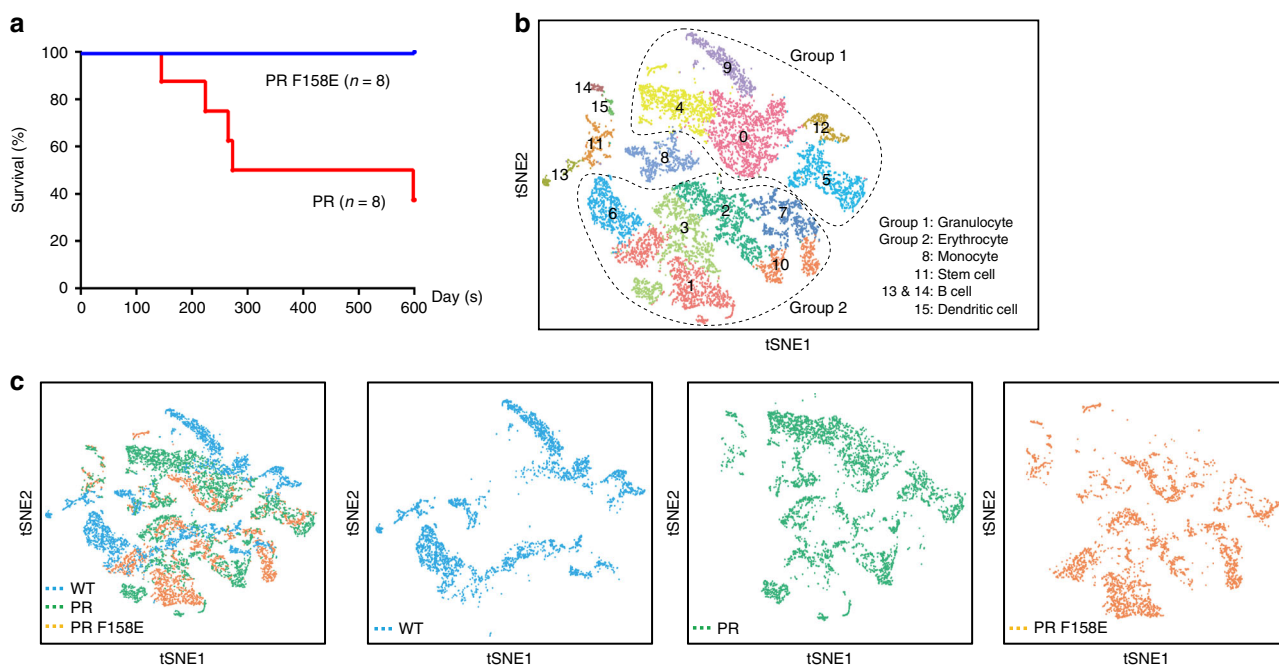 a
Survival (%)
100
80
60
40
20
0
PR F158E (n = 8)
PR (n = 8)
0
100
200
300
400
500
600
Day (s)
b
tSNE2
Group 1
9
14
15
4
12
0
11
8
13
5
6
2
7
3
10
1
Group 2
Group 1: Granulocyte
Group 2: Erythrocyte
8: Monocyte
11: Stem cell
13 & 14: B cell
15: Dendritic cell
tSNE1
c
tSNE2
WT
PR
PR F158E
tSNE1
tSNE2
WT
tSNE1
tSNE2
PR
tSNE1
tSNE2
PR F158E
tSNE1